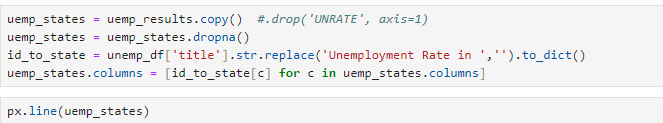 uemp_states = uemp_results.copy()  #.drop('UNRATE', axis=1)
uemp_states = uemp_states.dropna()
id_to_state = unemp_df['title'].str.replace('Unemployment Rate in ','').to_dict()
uemp_states.columns = [id_to_state[c] for c in uemp_states.columns]
px.line(uemp_states)